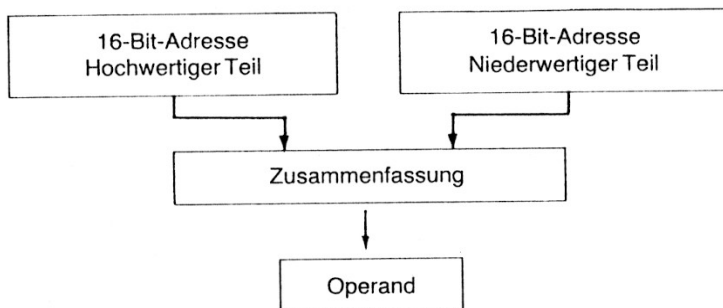 16-Bit-Adresse
Hochwertiger Teil
16-Bit-Adresse
Niederwertiger Teil
Zusammenfassung
Operand